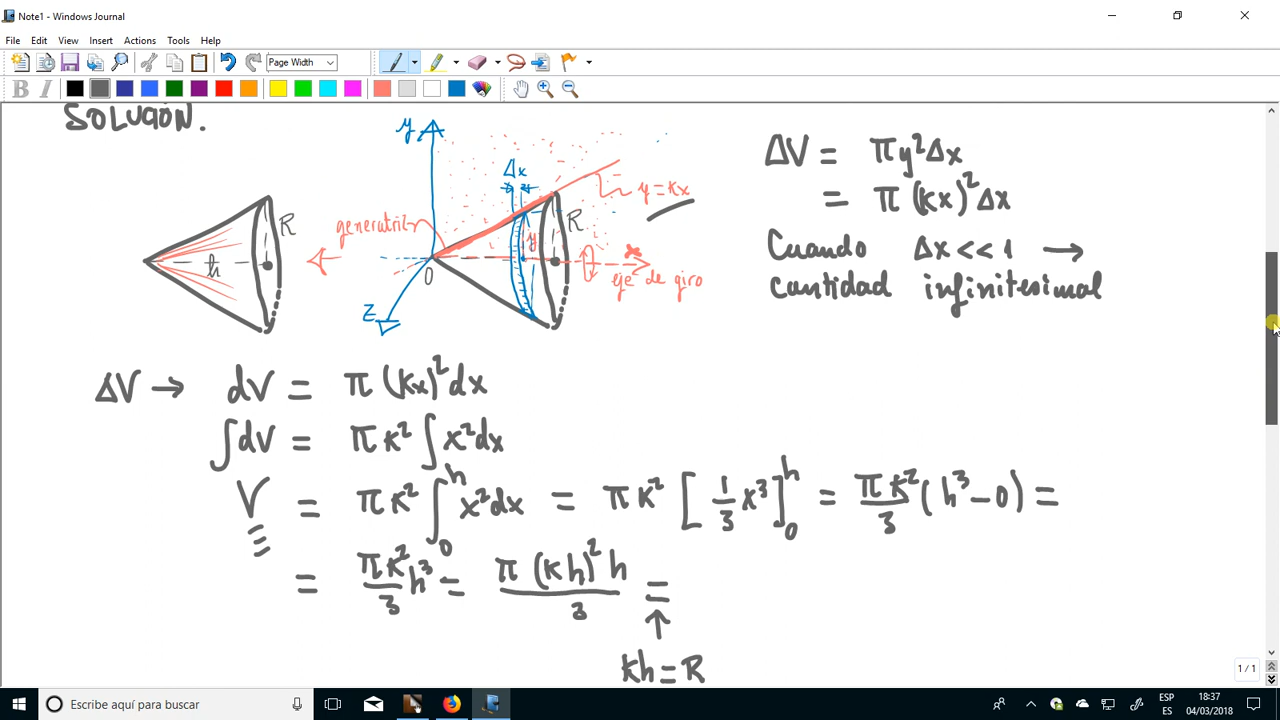 Note1 - Windows Journal
File Edit View Insert Actions Tools Help
Page Width
B I
SOLUCIÓN.
y
Δx
y=kx
generatriz
R
h
R
y
x
0
eje de giro
z
ΔV = πy²Δx
= π(kx)²Δx
Cuando Δx<<1 →
cantidad infinitesimal
ΔV → dV = π(kx)²dx
∫dV = πk²∫x²dx
V = πk²∫₀ʰx²dx = πk²[1/3 x³]₀ʰ = πk²/3 (h³-0) =
= πk²/3 h³ = π(kh)²h/3 =
↑
kh=R
1 / 1
Escribe aquí para buscar
ESP
ES
18:37
04/03/2018